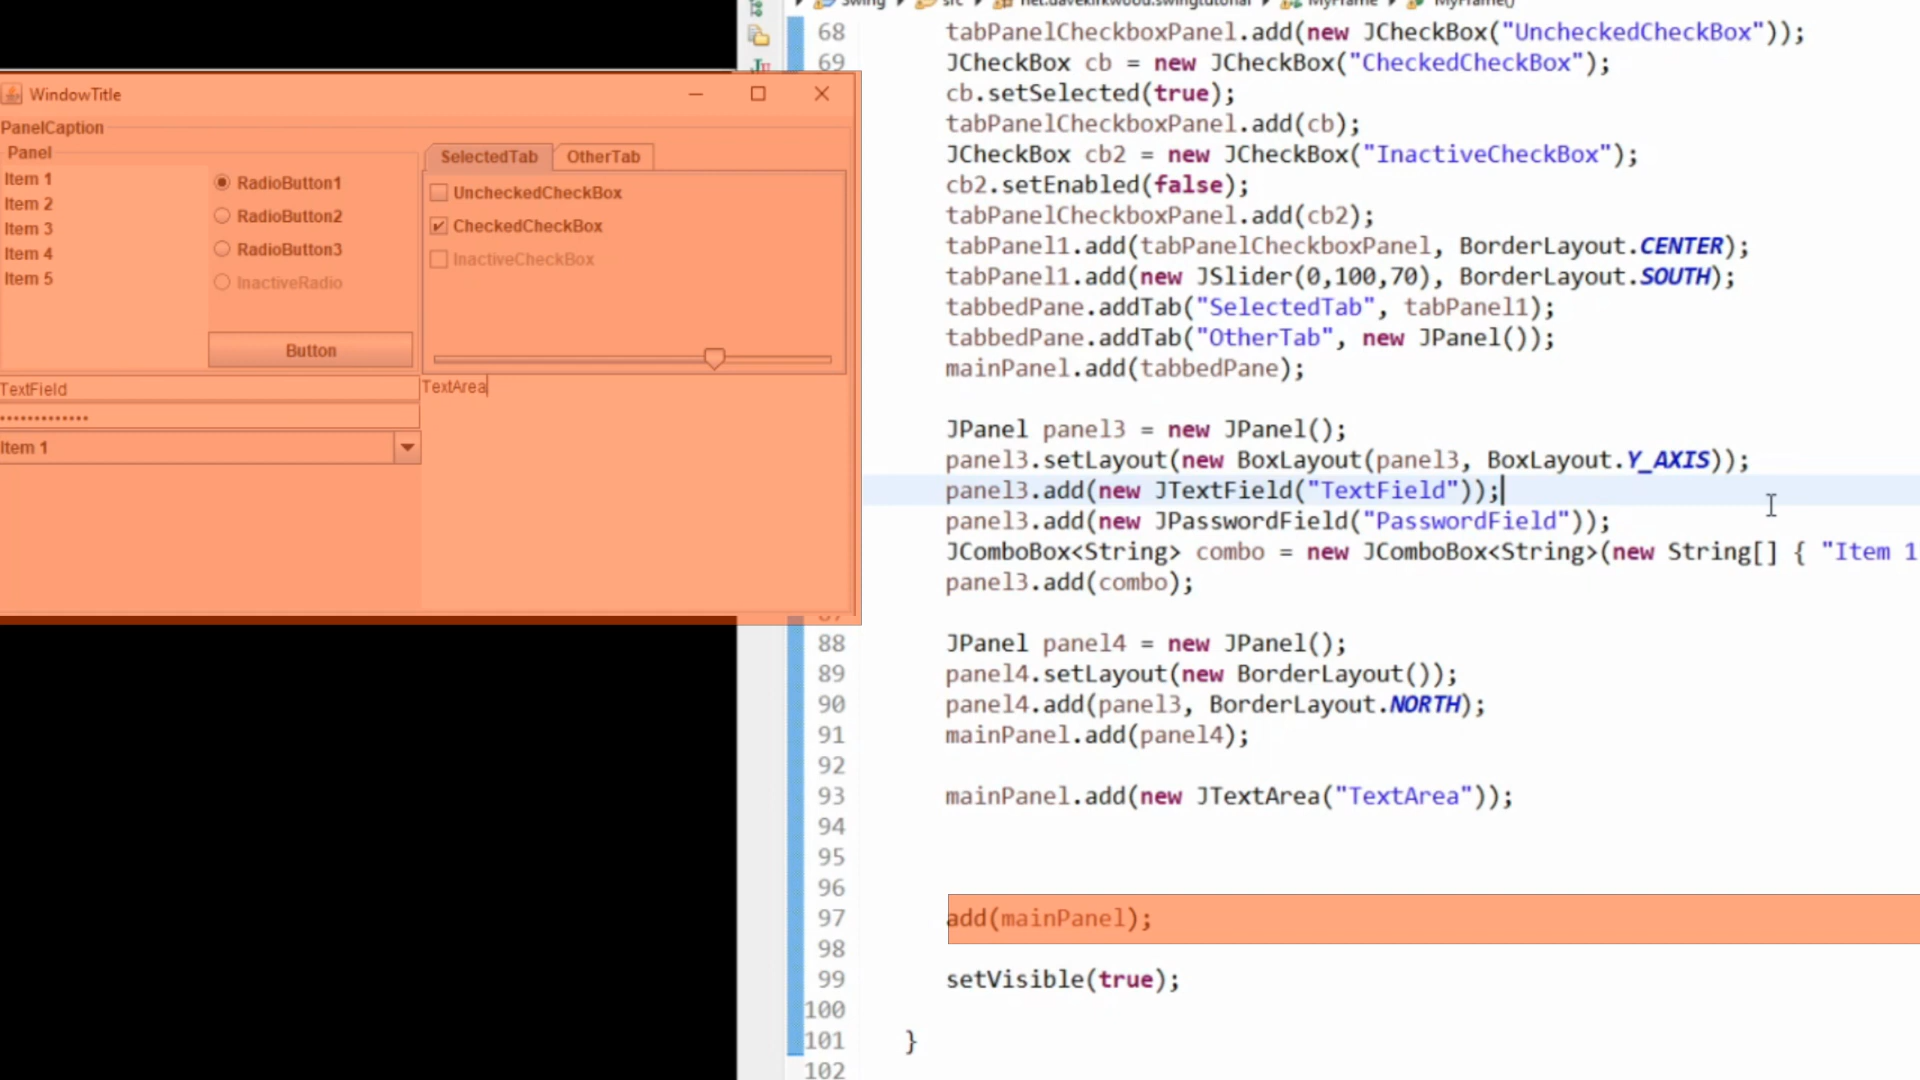 Swing src net.davekirkwood.swingtutorial MyFrame MyFrame()
WindowTitle
PanelCaption
Panel
Item 1
Item 2
Item 3
Item 4
Item 5
RadioButton1
RadioButton2
RadioButton3
InactiveRadio
Button
SelectedTab OtherTab
UncheckedCheckBox
CheckedCheckBox
InactiveCheckBox
TextField
•••••••••••••
Item 1
TextArea
68 tabPanelCheckboxPanel.add(new JCheckBox("UncheckedCheckBox"));
69 JCheckBox cb = new JCheckBox("CheckedCheckBox");
cb.setSelected(true);
tabPanelCheckboxPanel.add(cb);
JCheckBox cb2 = new JCheckBox("InactiveCheckBox");
cb2.setEnabled(false);
tabPanelCheckboxPanel.add(cb2);
tabPanel1.add(tabPanelCheckboxPanel, BorderLayout.CENTER);
tabPanel1.add(new JSlider(0,100,70), BorderLayout.SOUTH);
tabbedPane.addTab("SelectedTab", tabPanel1);
tabbedPane.addTab("OtherTab", new JPanel());
mainPanel.add(tabbedPane);
JPanel panel3 = new JPanel();
panel3.setLayout(new BoxLayout(panel3, BoxLayout.Y_AXIS));
panel3.add(new JTextField("TextField"));
panel3.add(new JPasswordField("PasswordField"));
JComboBox<String> combo = new JComboBox<String>(new String[] { "Item 1
panel3.add(combo);
88 JPanel panel4 = new JPanel();
89 panel4.setLayout(new BorderLayout());
90 panel4.add(panel3, BorderLayout.NORTH);
91 mainPanel.add(panel4);
92
93 mainPanel.add(new JTextArea("TextArea"));
94
95
96
97 add(mainPanel);
98
99 setVisible(true);
100
101 }
102